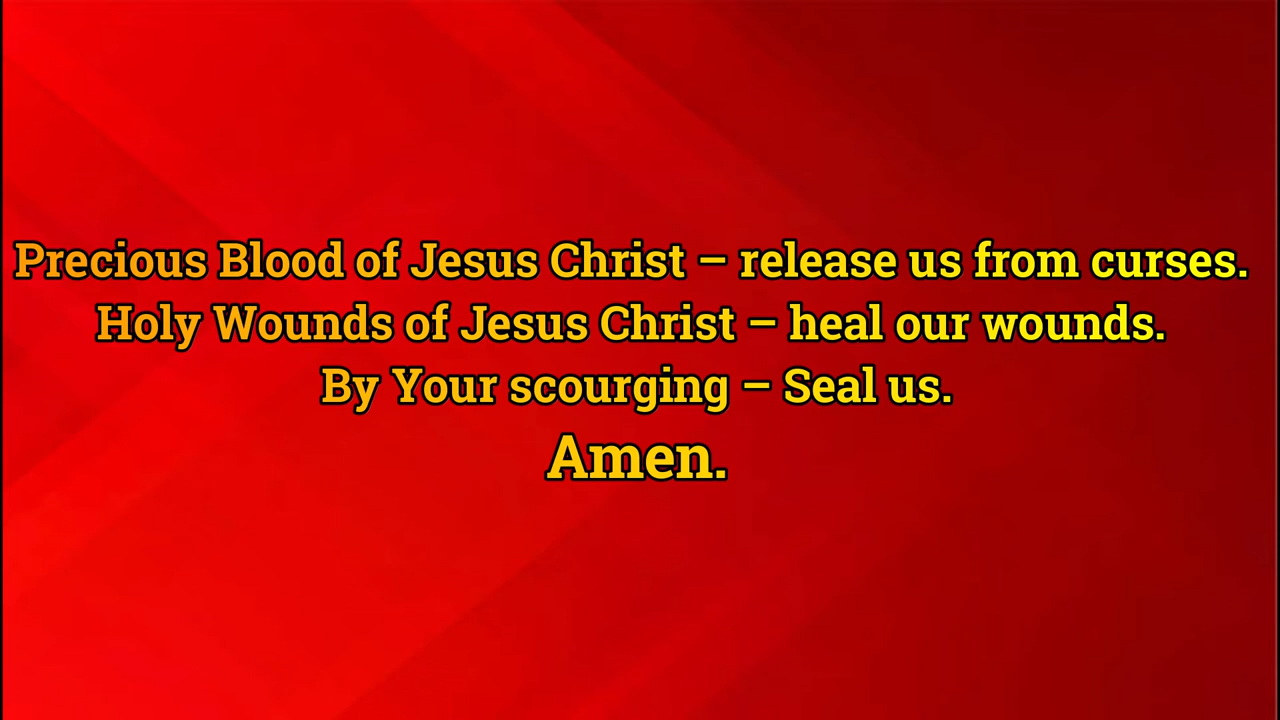 Precious Blood of Jesus Christ – release us from curses.
Holy Wounds of Jesus Christ – heal our wounds.
By Your scourging – Seal us.
Amen.